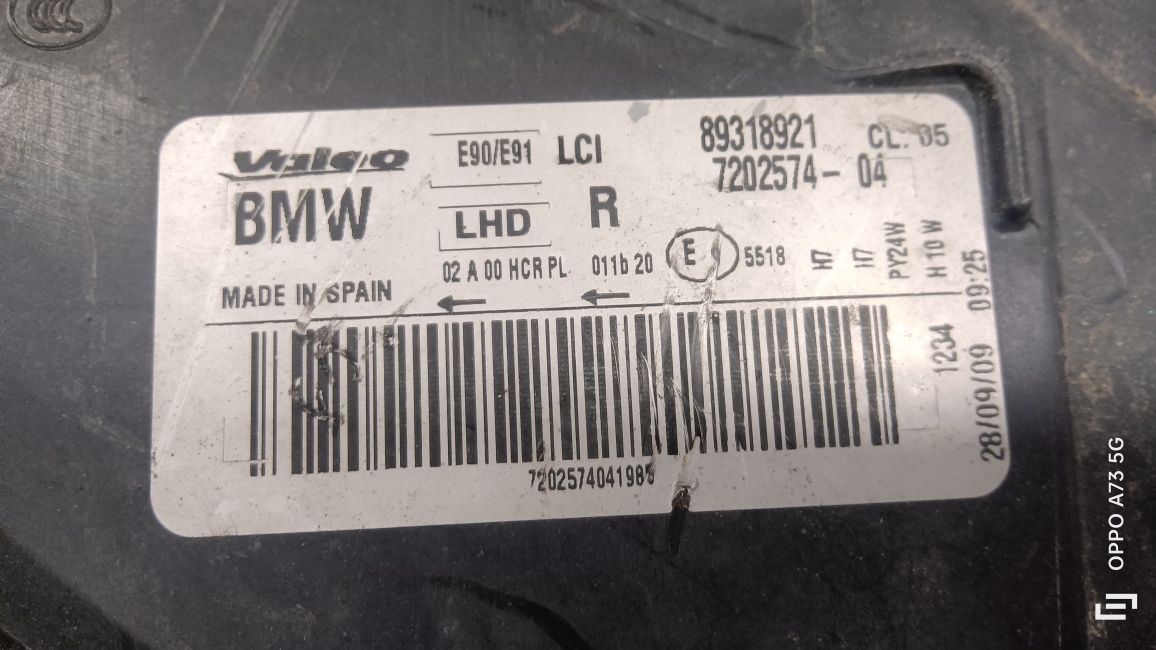 Valeo
E90/E91 LCI
89318921 CL: 05
BMW
LHD
R
7202574- 04
02 A 00 HCR PL 011b 20 E 5518
H7
H7
PY24W
H 10 W
MADE IN SPAIN
1234
28/09/09 09:25
OPPO A73 5G